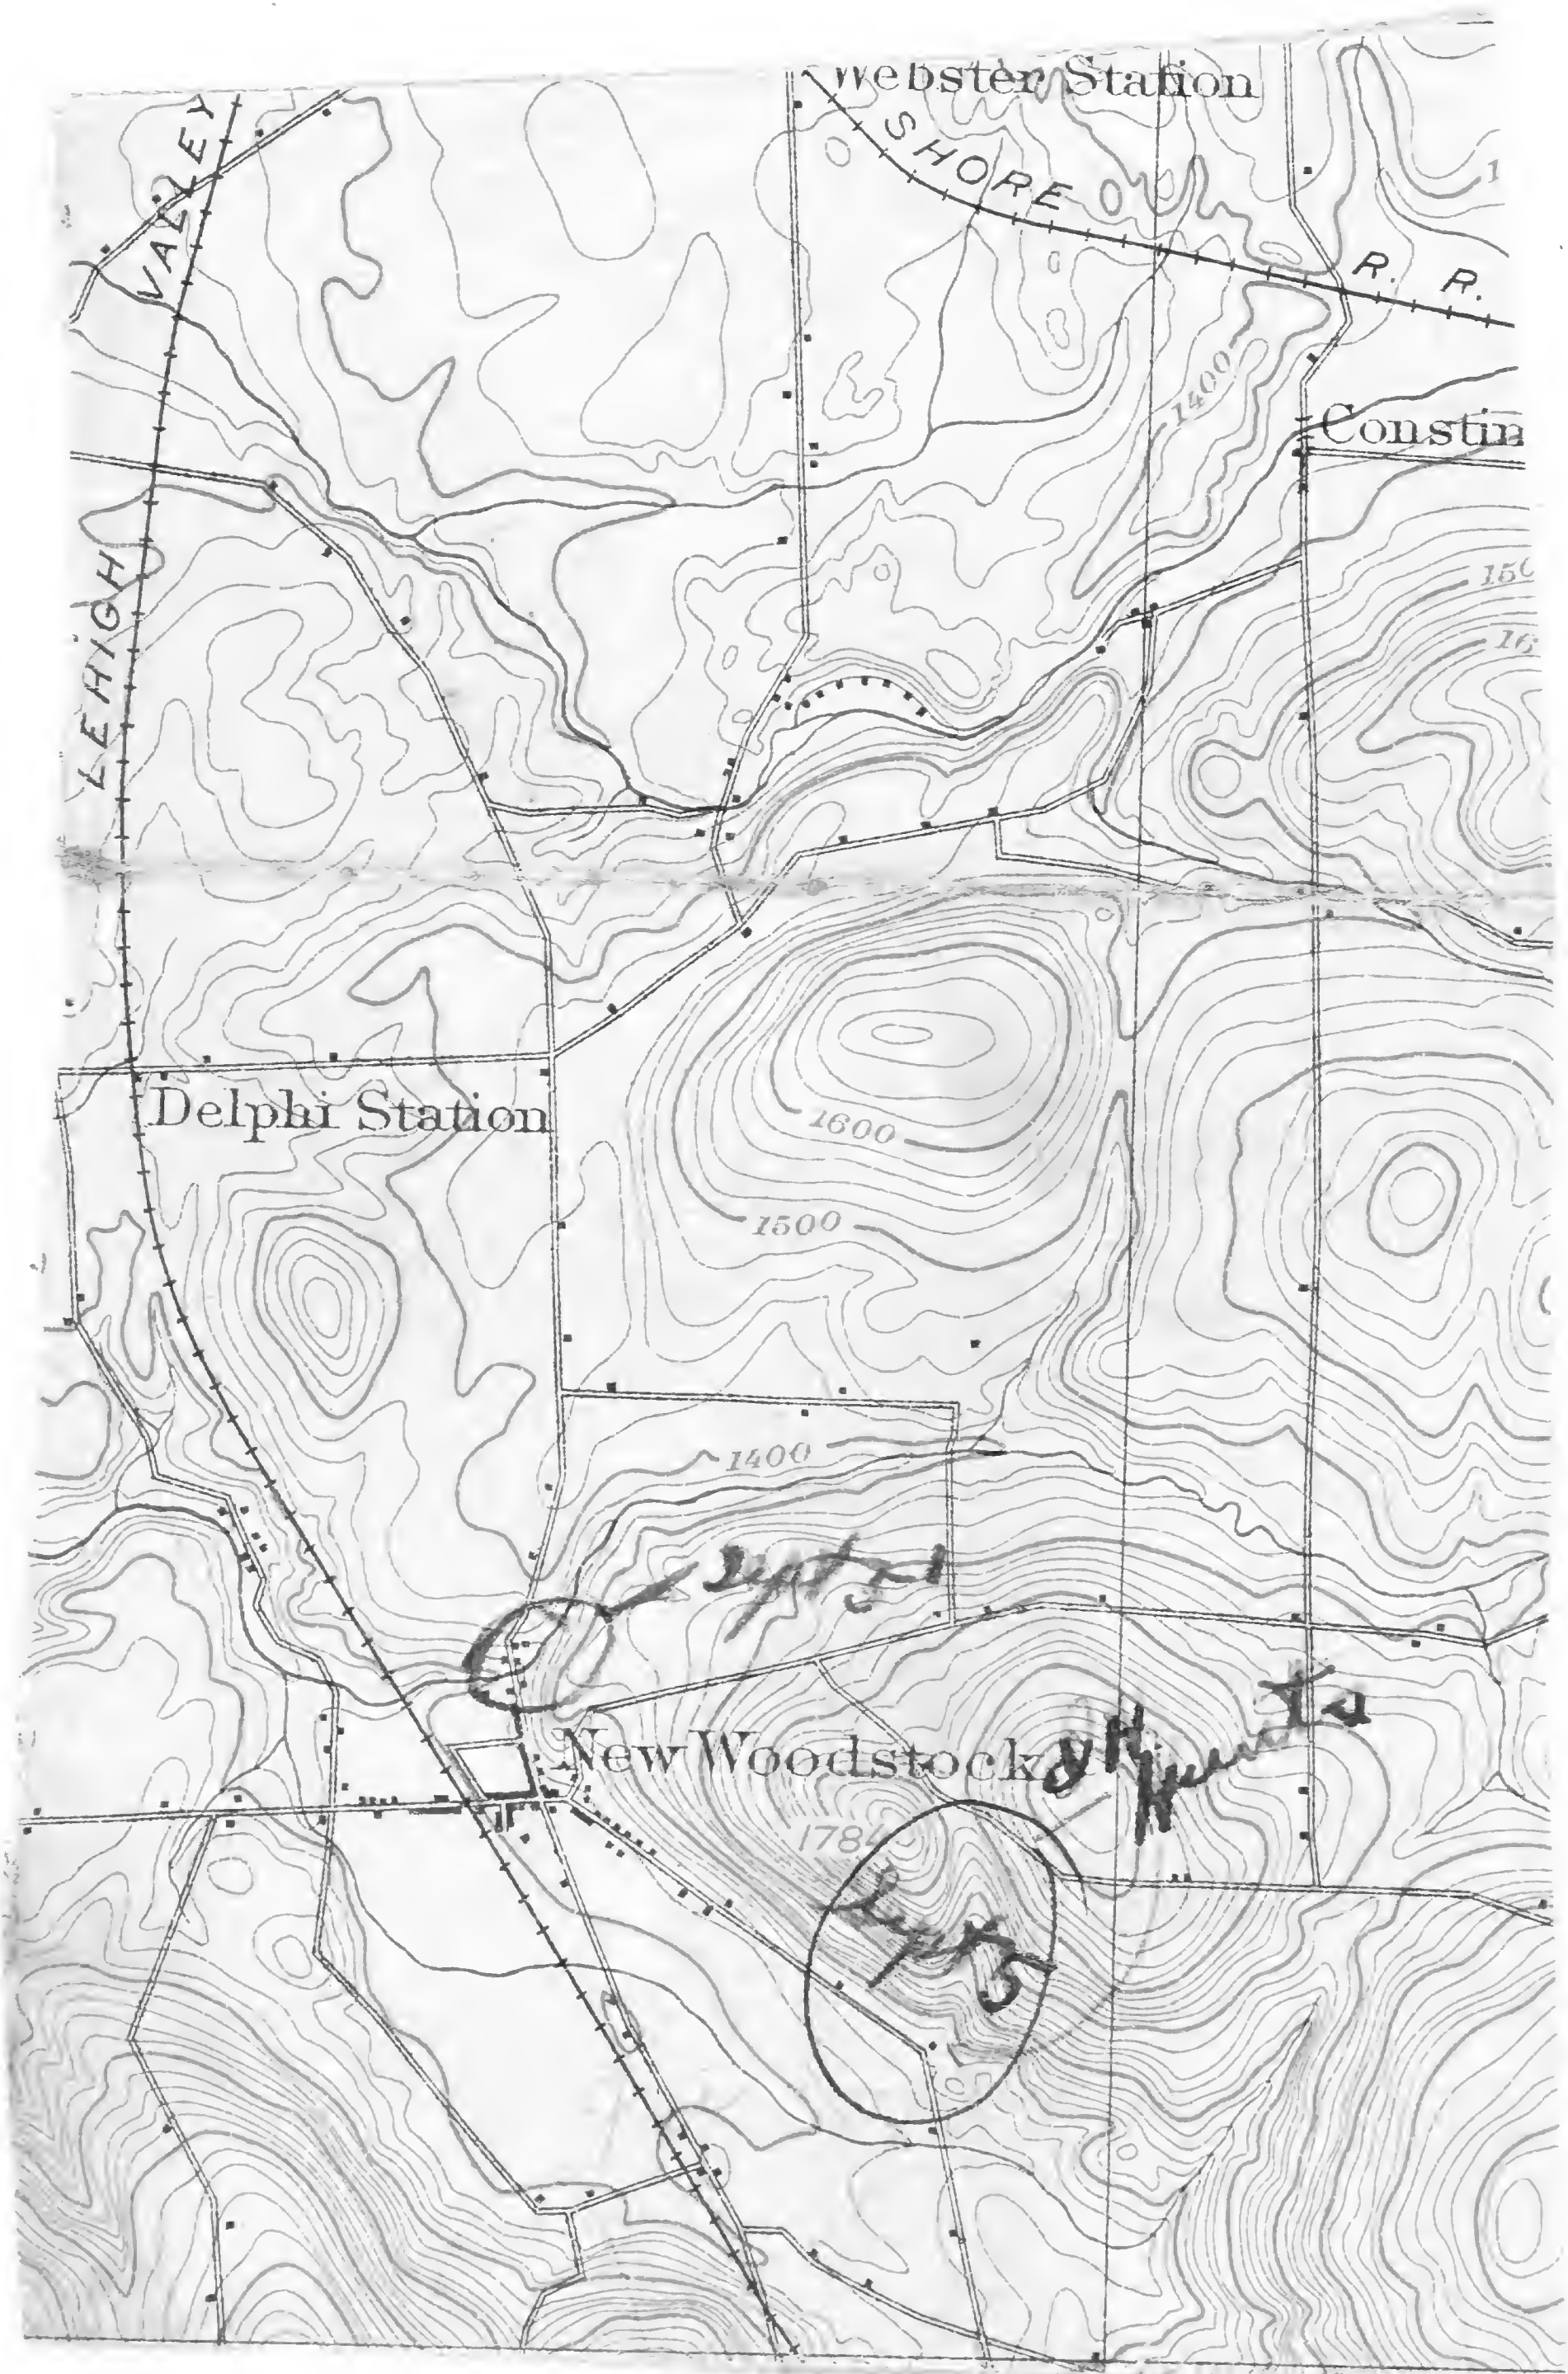 Webster Station
SHORE R. R.
VALLEY
1
1400
Constin
150
16
LEHIGH
Delphi Station
1600
1500
1400
Sept
New Woodstock
1784
Sept 5